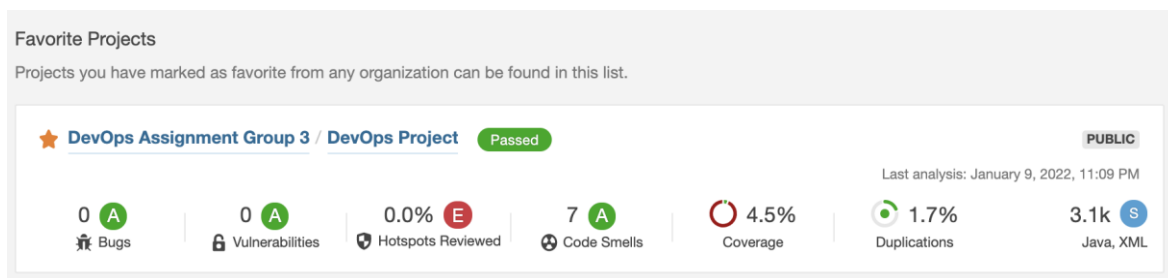 Favorite Projects
Projects you have marked as favorite from any organization can be found in this list.
DevOps Assignment Group 3 / DevOps Project Passed PUBLIC
Last analysis: January 9, 2022, 11:09 PM
0 A 0 A 0.0% E 7 A 4.5% 1.7% 3.1k S
Bugs Vulnerabilities Hotspots Reviewed Code Smells Coverage Duplications Java, XML